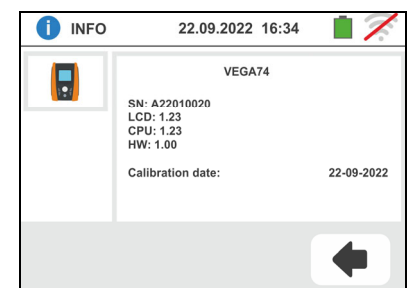 INFO 22.09.2022 16:34
VEGA74
SN: A22010020
LCD: 1.23
CPU: 1.23
HW: 1.00
Calibration date: 22-09-2022